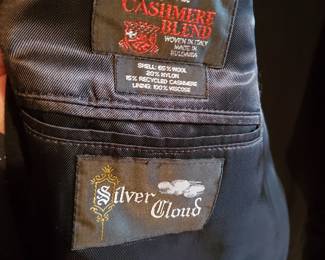 CASHMERE
BLEND
WOVEN IN ITALY
MADE IN
BULGARIA
SHELL: 65% WOOL
20% NYLON
15% RECYCLED CASHMERE
LINING: 100% VISCOSE
Silver
Cloud